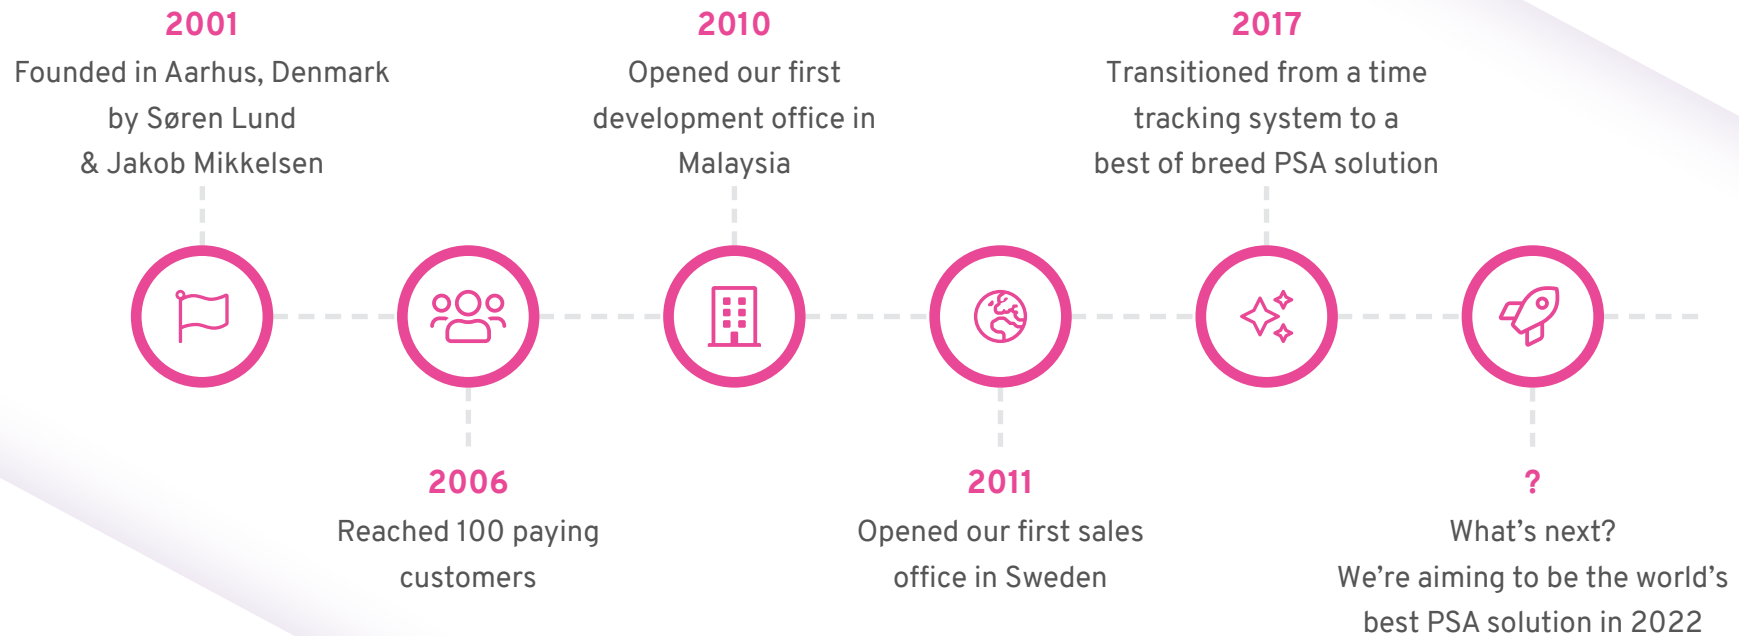 2001
Founded in Aarhus, Denmark
by Søren Lund
& Jakob Mikkelsen
2006
Reached 100 paying
customers
2010
Opened our first
development office in
Malaysia
2011
Opened our first sales
office in Sweden
2017
Transitioned from a time
tracking system to a
best of breed PSA solution
?
What’s next?
We’re aiming to be the world’s
best PSA solution in 2022